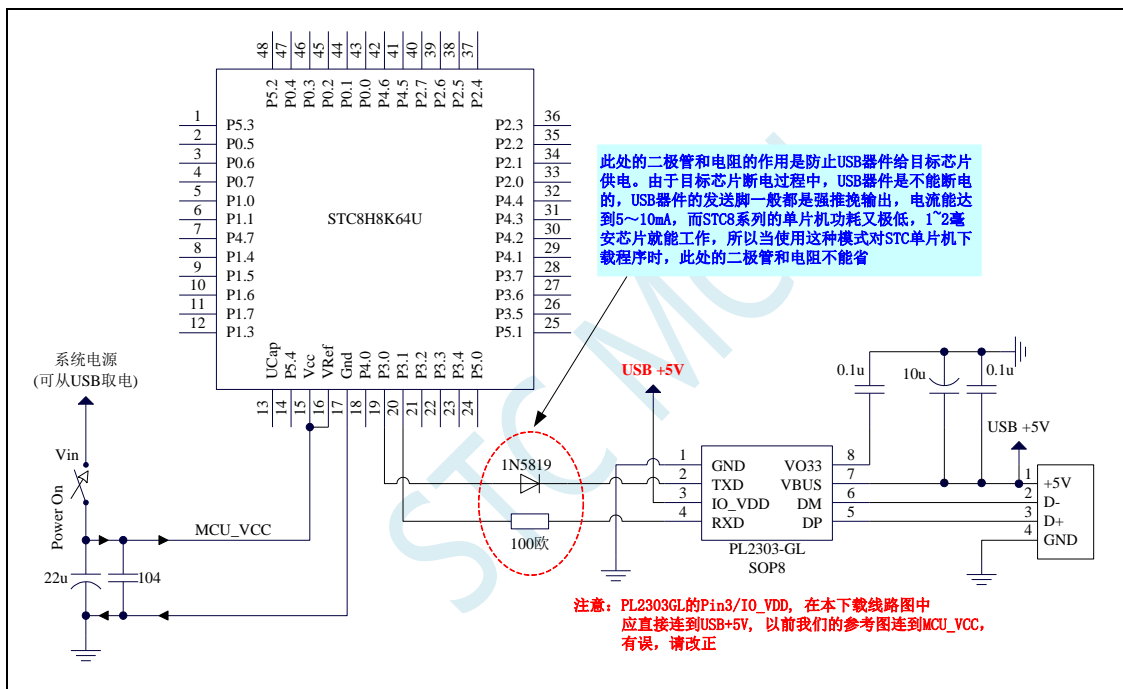 48 47 46 45 44 43 42 41 40 39 38 37
P5.2 P0.4 P0.3 P0.2 P0.1 P0.0 P4.6 P4.5 P2.7 P2.6 P2.5 P2.4
1 P5.3
2 P0.5
3 P0.6
4 P0.7
5 P1.0
6 P1.1
7 P4.7
8 P1.4
9 P1.5
10 P1.6
11 P1.7
12 P1.3
STC8H8K64U
P2.3 36
P2.2 35
P2.1 34
P2.0 33
P4.4 32
P4.3 31
P4.2 30
P4.1 29
P3.7 28
P3.6 27
P3.5 26
P5.1 25
UCap P5.4 Vcc VRef Gnd P4.0 P3.0 P3.1 P3.2 P3.3 P3.4 P5.0
13 14 15 16 17 18 19 20 21 22 23 24
此处的二极管和电阻的作用是防止USB器件给目标芯片
供电。由于目标芯片断电过程中，USB器件是不能断电
的，USB器件的发送脚一般都是强推挽输出，电流能达
到5～10mA，而STC8系列的单片机功耗又极低，1~2毫
安芯片就能工作，所以当使用这种模式对STC单片机下
载程序时，此处的二极管和电阻不能省
系统电源
(可从USB取电)
Vin
Power On
MCU_VCC
22u
104
1N5819
100欧
USB +5V
0.1u
10u
0.1u
USB +5V
1 GND
2 TXD
3 IO_VDD
4 RXD
VO33 8
VBUS 7
DM 6
DP 5
PL2303-GL
SOP8
1 +5V
2 D-
3 D+
4 GND
注意：PL2303GL的Pin3/IO_VDD, 在本下载线路图中
应直接连到USB+5V, 以前我们的参考图连到MCU_VCC,
有误，请改正
STC MCU